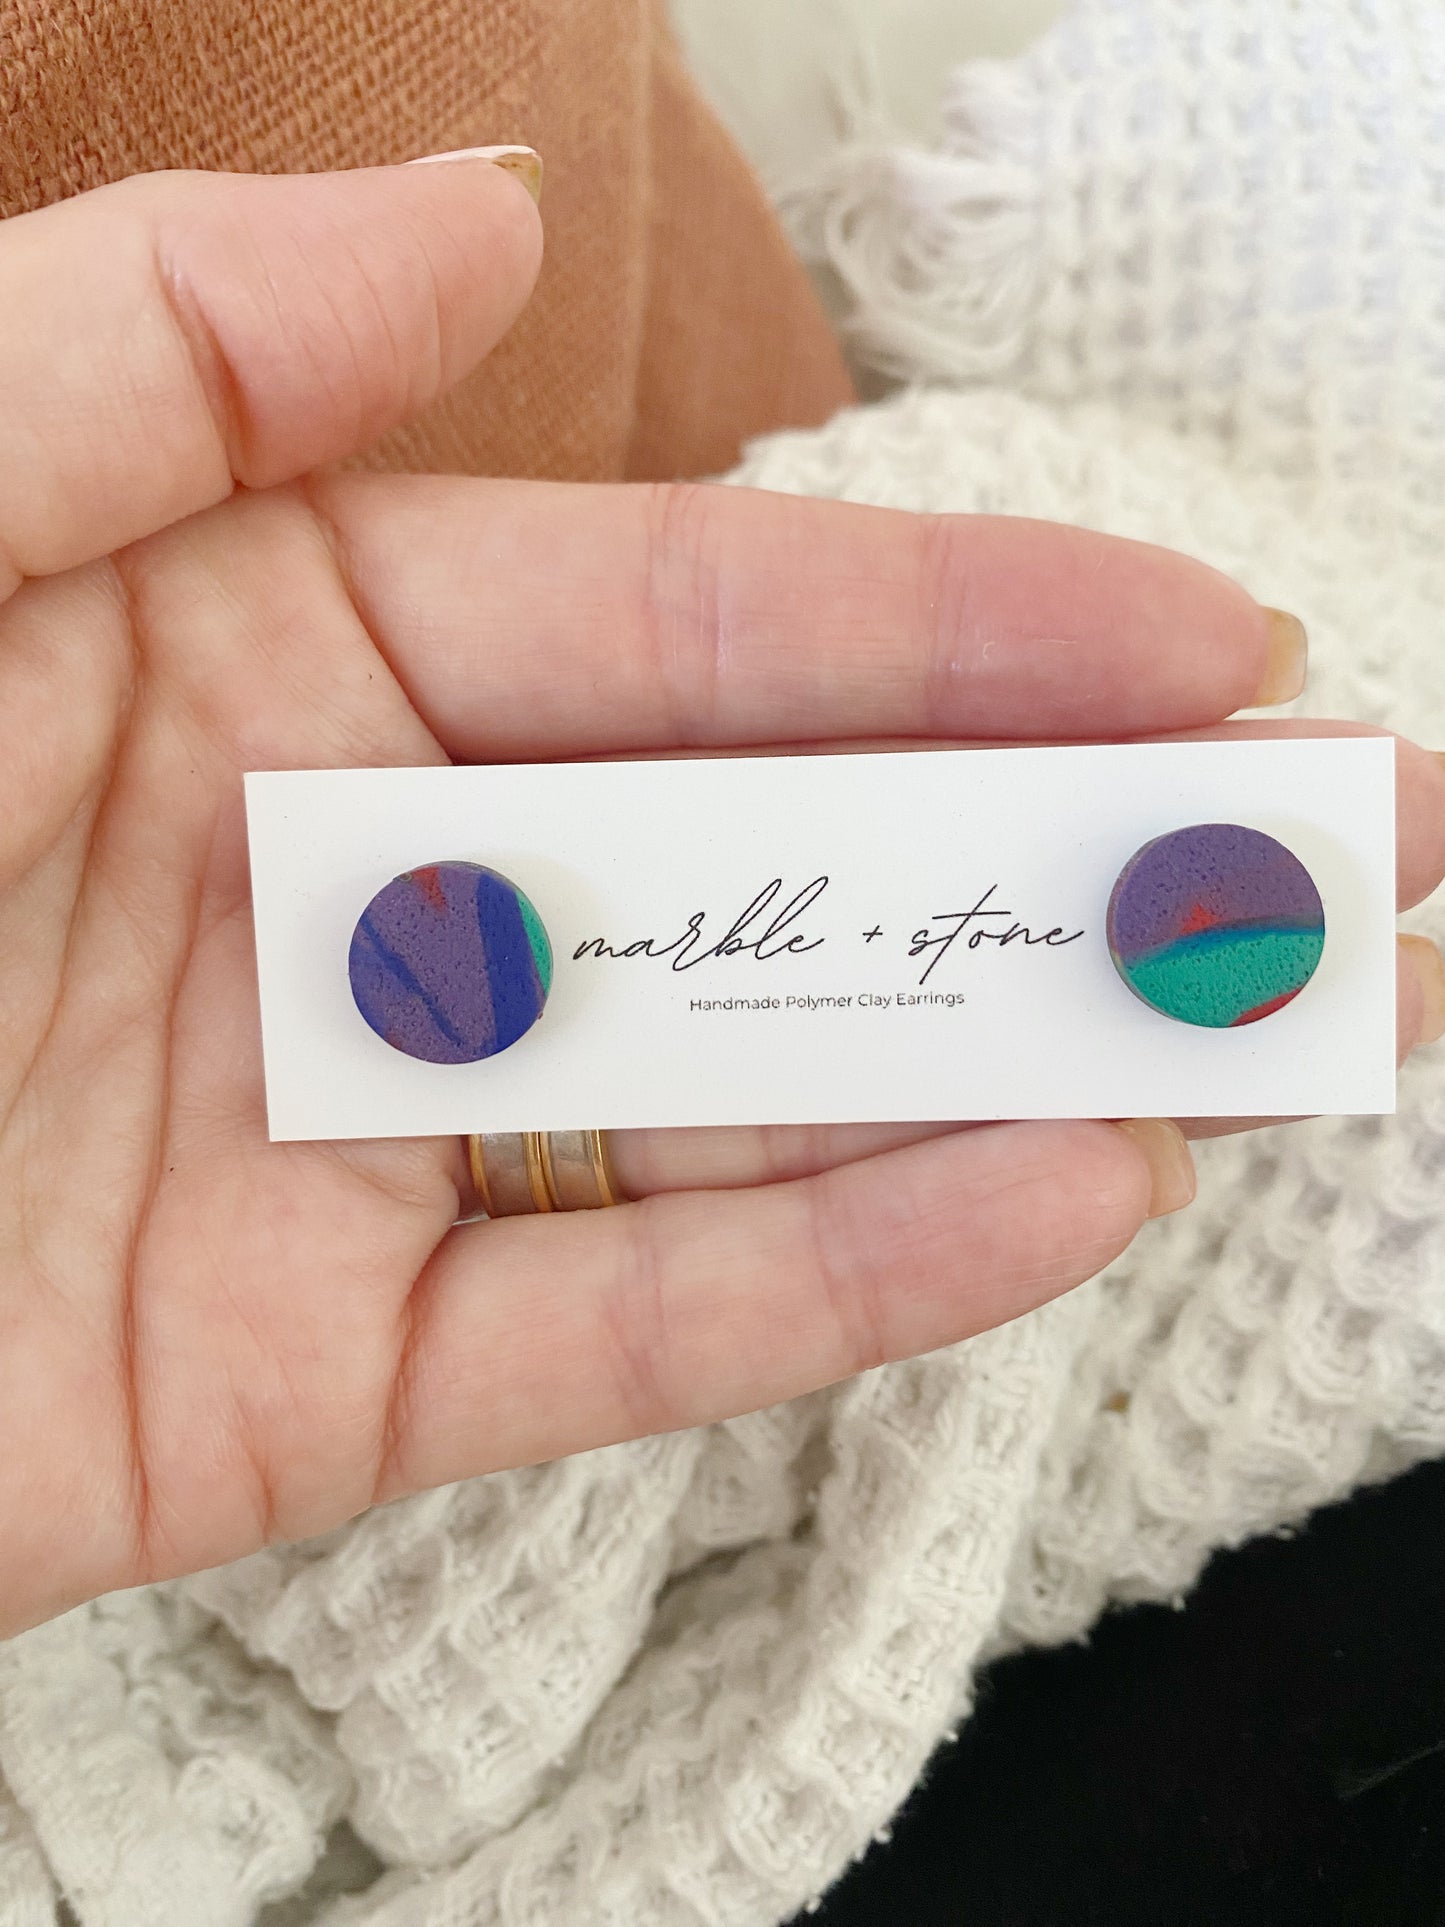 marble + stone
Handmade Polymer Clay Earrings